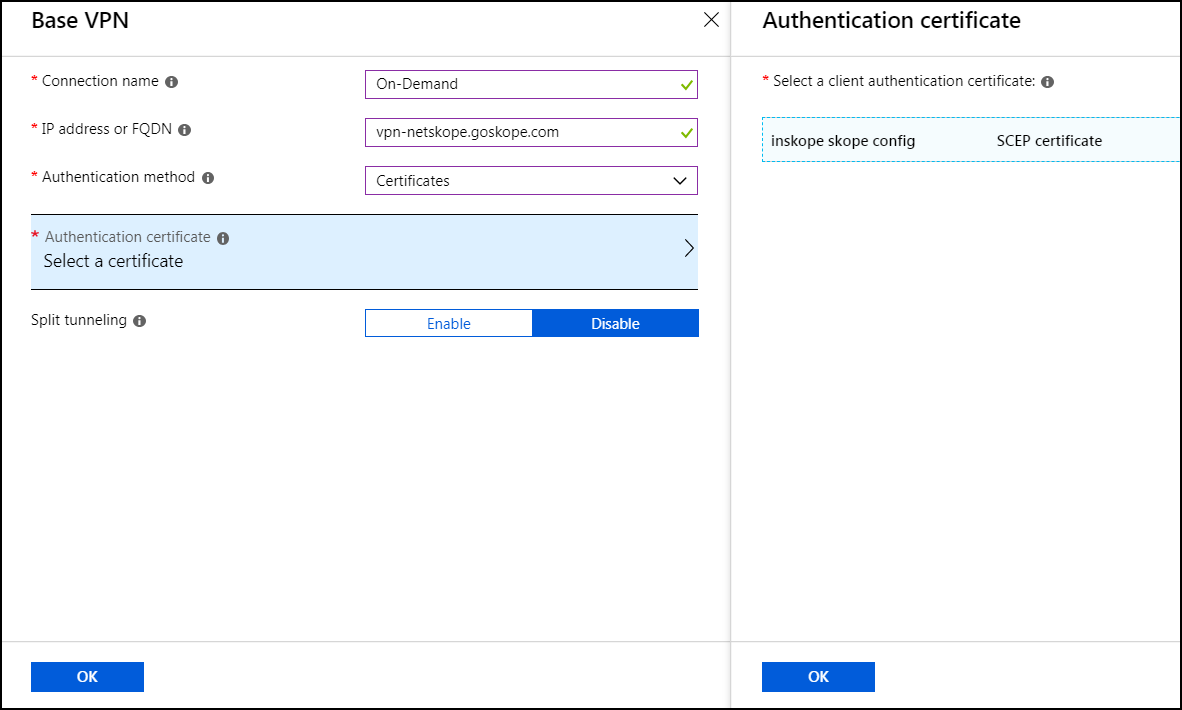 Base VPN
* Connection name
On-Demand
* IP address or FQDN
vpn-netskope.goskope.com
* Authentication method
Certificates
* Authentication certificate
Select a certificate
Split tunneling
Enable
Disable
OK
Authentication certificate
* Select a client authentication certificate:
inskope skope config
SCEP certificate
OK